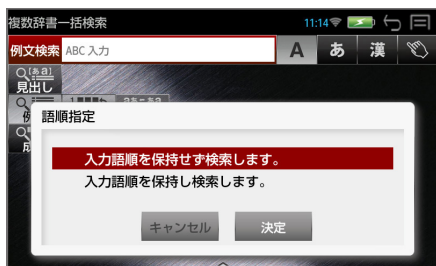 複数辞書一括検索
11:14
例文検索 ABC 入力
A あ 漢
[あa]
見出し
語順指定
入力語順を保持せず検索します。
入力語順を保持し検索します。
キャンセル 決定